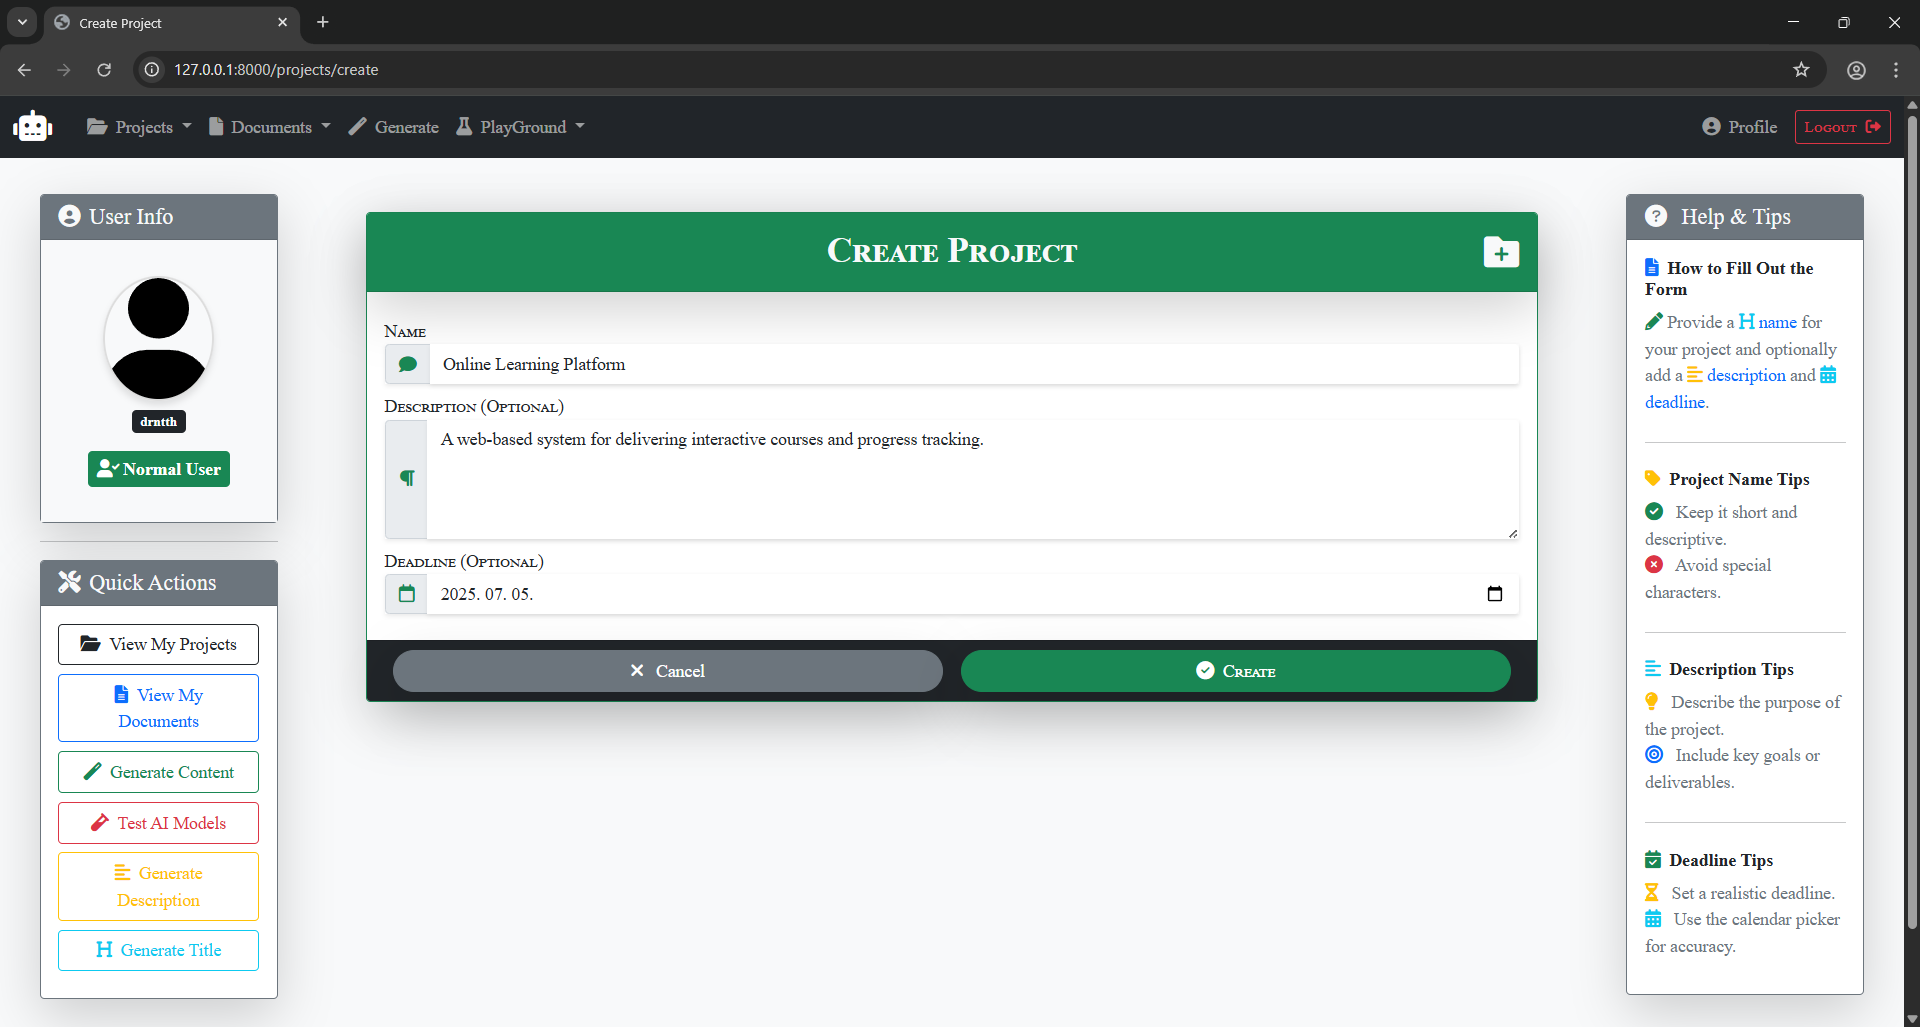 Create Project
127.0.0.1:8000/projects/create
Projects
Documents
Generate
PlayGround
Profile
Logout
User Info
drntth
Normal User
Quick Actions
View My Projects
View My
Documents
Generate Content
Test AI Models
Generate
Description
Generate Title
Create Project
Name
Online Learning Platform
Description (Optional)
A web-based system for delivering interactive courses and progress tracking.
Deadline (Optional)
2025. 07. 05.
Cancel
Create
Help & Tips
How to Fill Out the
Form
Provide a name for
your project and optionally
add a description and
deadline.
Project Name Tips
Keep it short and
descriptive.
Avoid special
characters.
Description Tips
Describe the purpose of
the project.
Include key goals or
deliverables.
Deadline Tips
Set a realistic deadline.
Use the calendar picker
for accuracy.